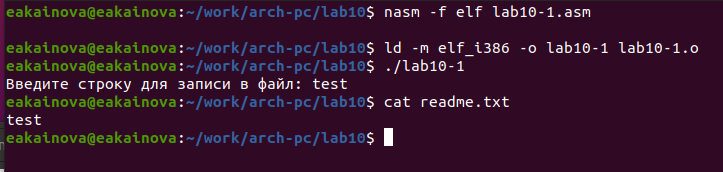 eakainova@eakainova:~/work/arch-pc/lab10$ nasm -f elf lab10-1.asm
eakainova@eakainova:~/work/arch-pc/lab10$ ld -m elf_i386 -o lab10-1 lab10-1.o
eakainova@eakainova:~/work/arch-pc/lab10$ ./lab10-1
Введите строку для записи в файл: test
eakainova@eakainova:~/work/arch-pc/lab10$ cat readme.txt
test
eakainova@eakainova:~/work/arch-pc/lab10$